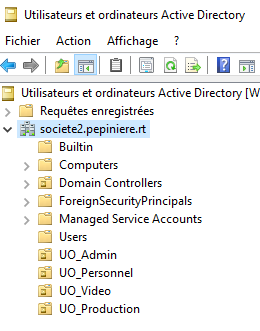 Utilisateurs et ordinateurs Active Directory
Fichier Action Affichage ?
Utilisateurs et ordinateurs Active Directory [W
Requêtes enregistrées
societe2.pepiniere.rt
Builtin
Computers
Domain Controllers
ForeignSecurityPrincipals
Managed Service Accounts
Users
UO_Admin
UO_Personnel
UO_Video
UO_Production